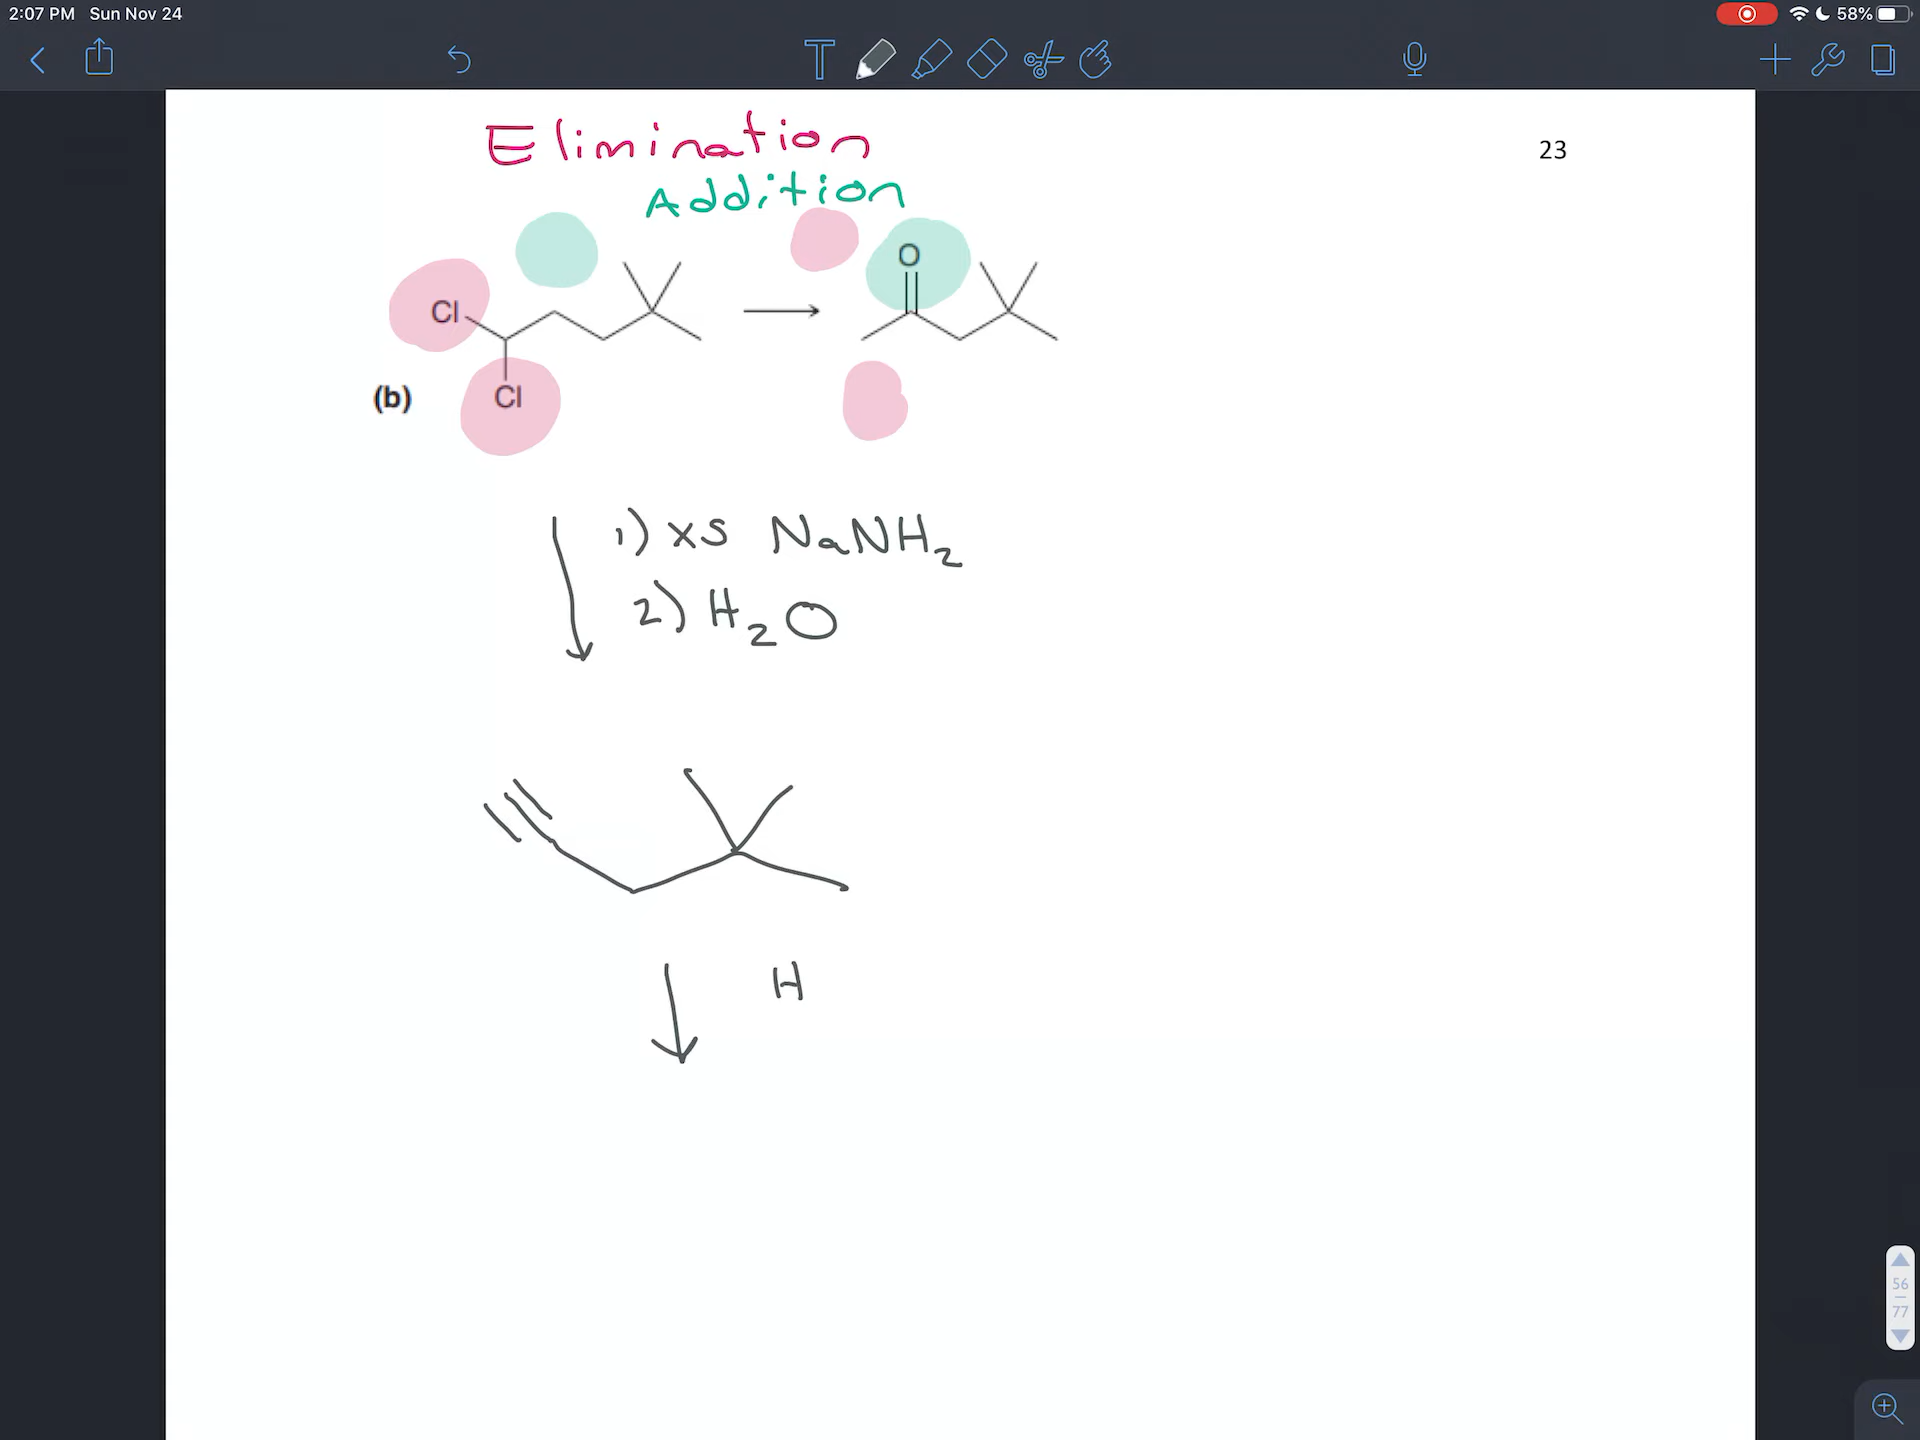 2:07 PM Sun Nov 24
58%
T
Elimination
23
Addition
O
Cl
(b)
Cl
1) xs NaNH₂
2) H₂O
H
56
77